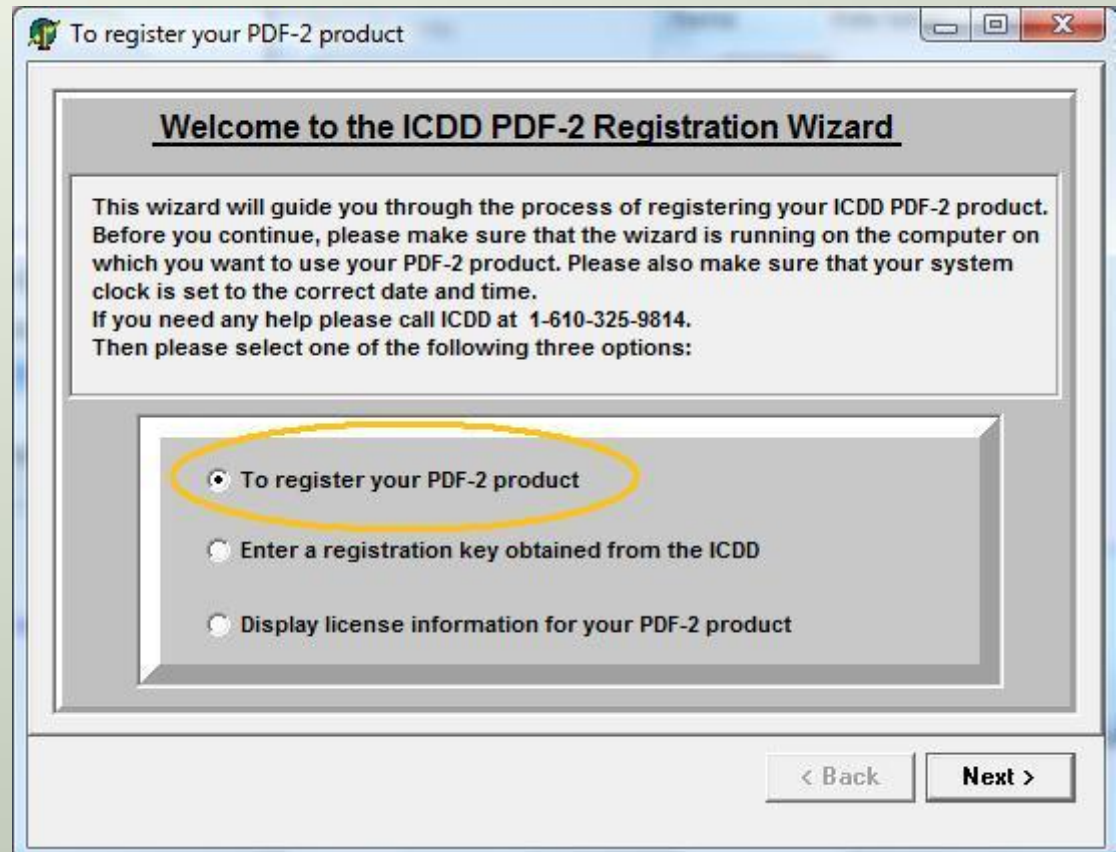 To register your PDF-2 product
Welcome to the ICDD PDF-2 Registration Wizard
This wizard will guide you through the process of registering your ICDD PDF-2 product.
Before you continue, please make sure that the wizard is running on the computer on
which you want to use your PDF-2 product. Please also make sure that your system
clock is set to the correct date and time.
If you need any help please call ICDD at 1-610-325-9814.
Then please select one of the following three options:
To register your PDF-2 product
Enter a registration key obtained from the ICDD
Display license information for your PDF-2 product
< Back
Next >